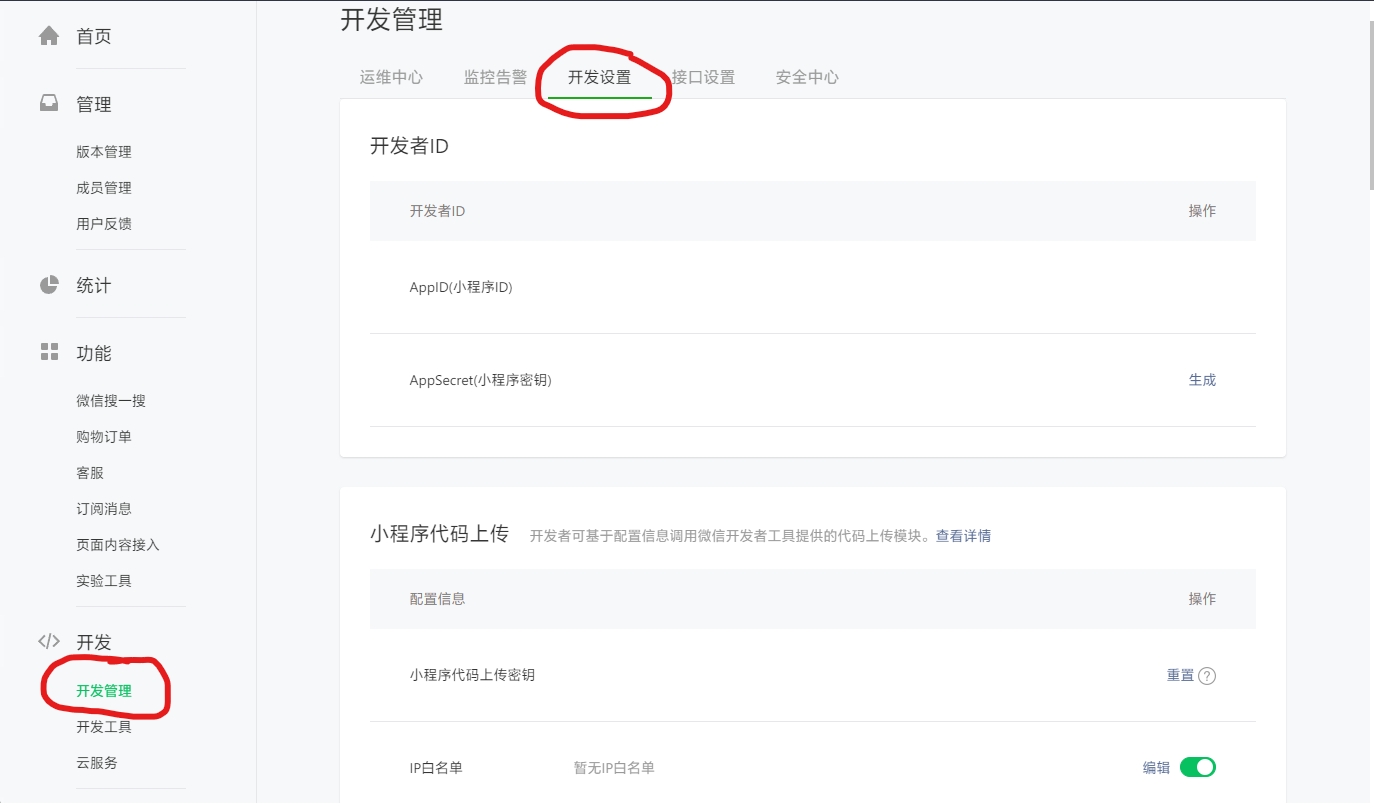 首页
管理
版本管理
成员管理
用户反馈
统计
功能
微信搜一搜
购物订单
客服
订阅消息
页面内容接入
实验工具
开发
开发管理
开发工具
云服务
开发管理
运维中心 监控告警 开发设置 接口设置 安全中心
开发者ID
开发者ID 操作
AppID(小程序ID)
AppSecret(小程序密钥) 生成
小程序代码上传 开发者可基于配置信息调用微信开发者工具提供的代码上传模块。查看详情
配置信息 操作
小程序代码上传密钥 重置 ?
IP白名单 暂无IP白名单 编辑